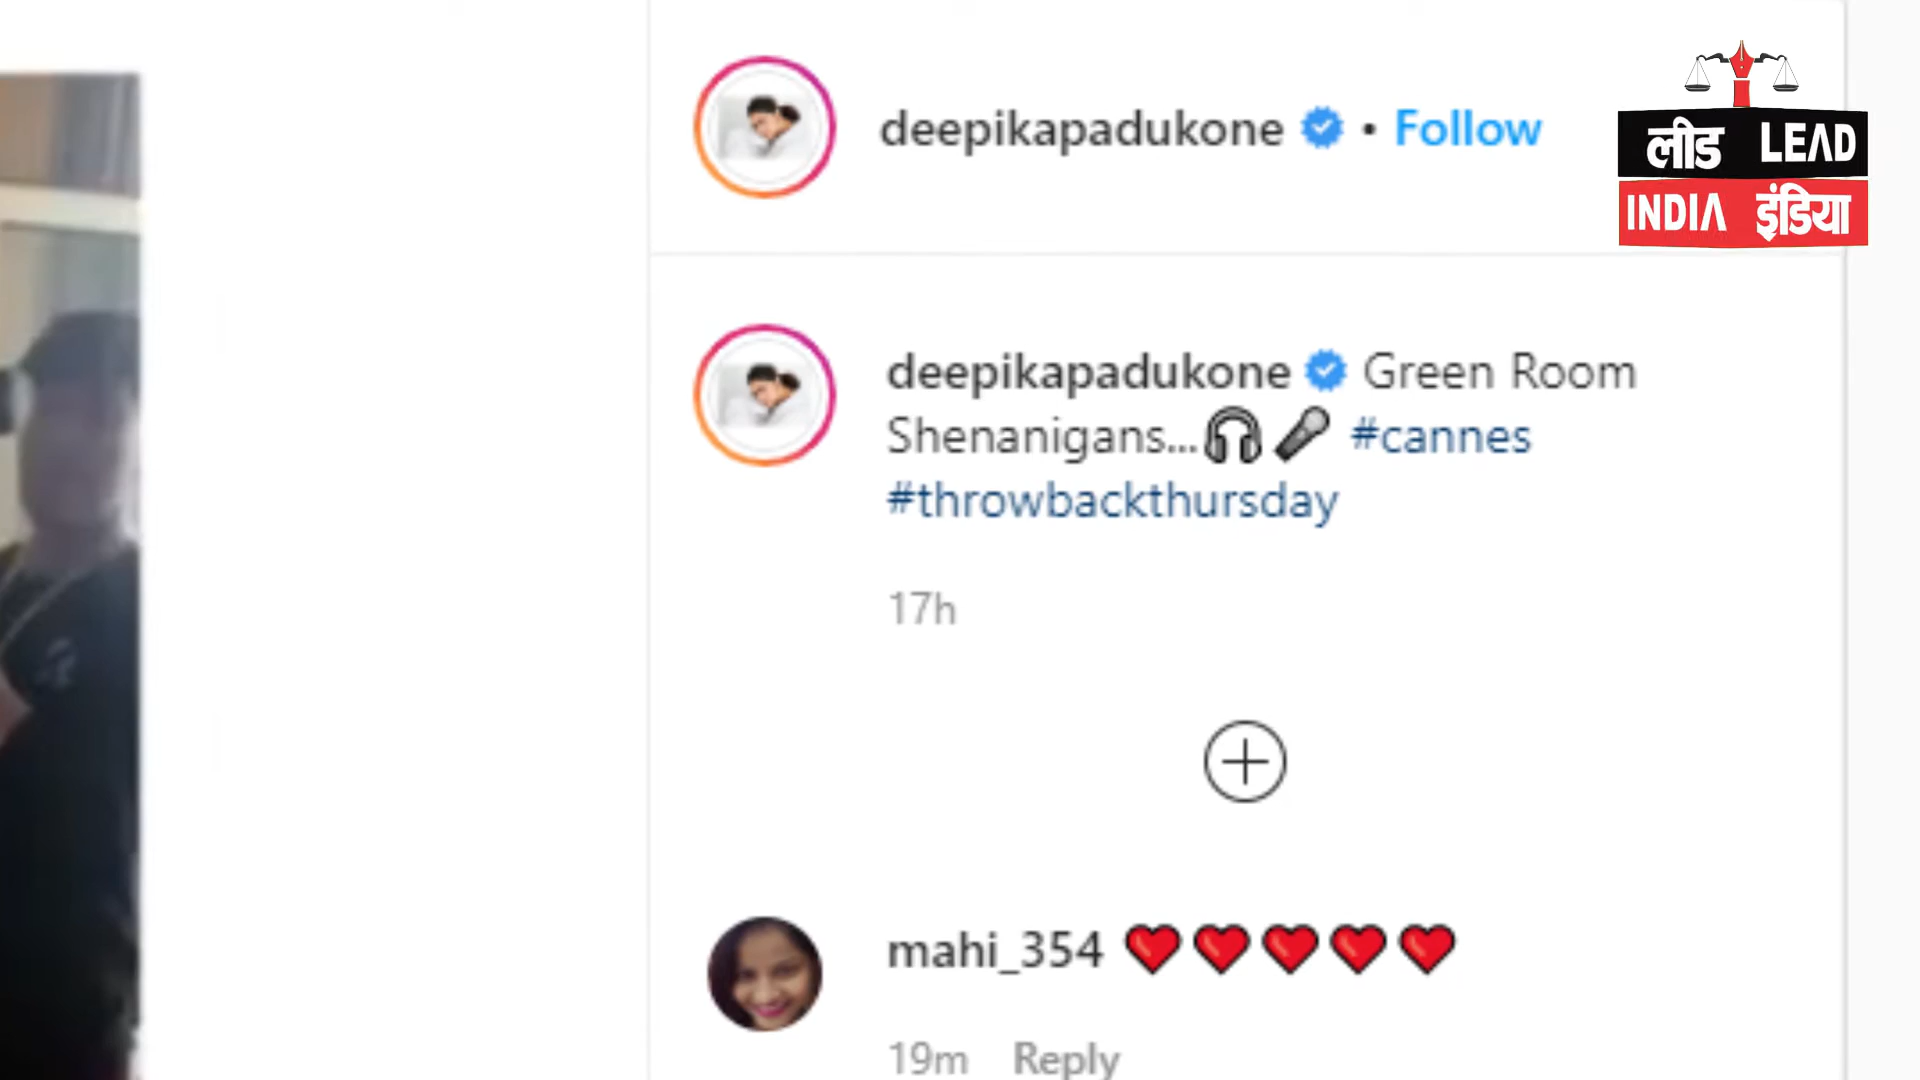 deepikapadukone • Follow
लीड LEAD
INDIA इंडिया
deepikapadukone Green Room
Shenanigans...🎧🎤 #cannes
#throwbackthursday
17h
mahi_354 ❤❤❤❤❤
19m Reply